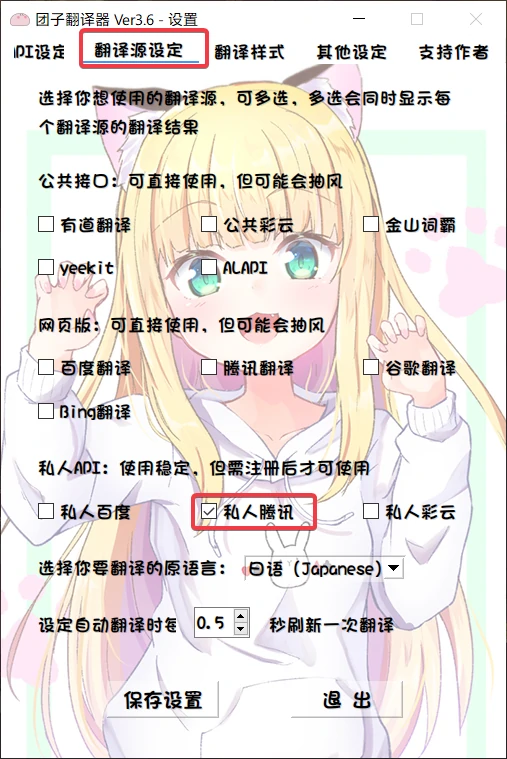 团子翻译器 Ver3.6 - 设置
API设定 翻译源设定 翻译样式 其他设定 支持作者
选择你想使用的翻译源，可多选，多选会同时显示每
个翻译源的翻译结果
公共接口：可直接使用，但可能会抽风
有道翻译 公共彩云 金山词霸
yeekit ALAPI
网页版：可直接使用，但可能会抽风
百度翻译 腾讯翻译 谷歌翻译
Bing翻译
私人API：使用稳定，但需注册后才可使用
私人百度 私人腾讯 私人彩云
选择你要翻译的原语言： 日语 (Japanese)
设定自动翻译时每 0.5 秒刷新一次翻译
保存设置 退 出